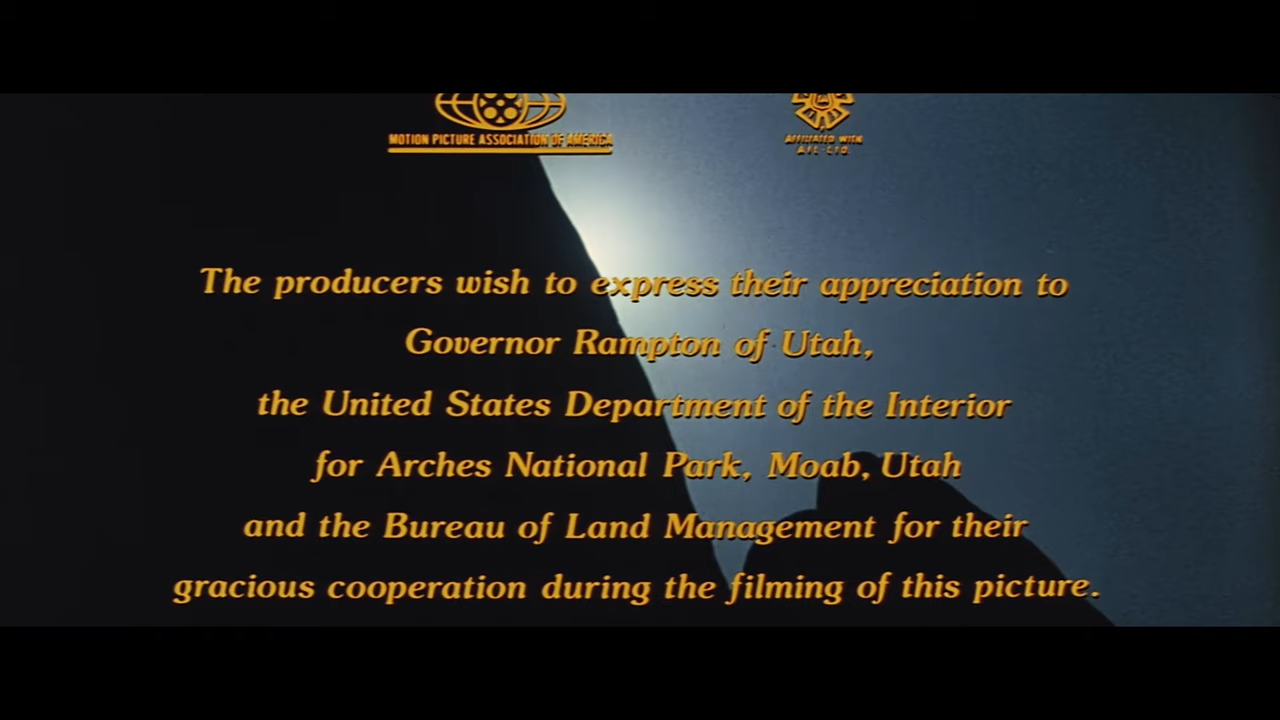 MOTION PICTURE ASSOCIATION OF AMERICA
AFFILIATED WITH
A.F.L.-C.I.O.
The producers wish to express their appreciation to
Governor Rampton of Utah,
the United States Department of the Interior
for Arches National Park, Moab, Utah
and the Bureau of Land Management for their
gracious cooperation during the filming of this picture.